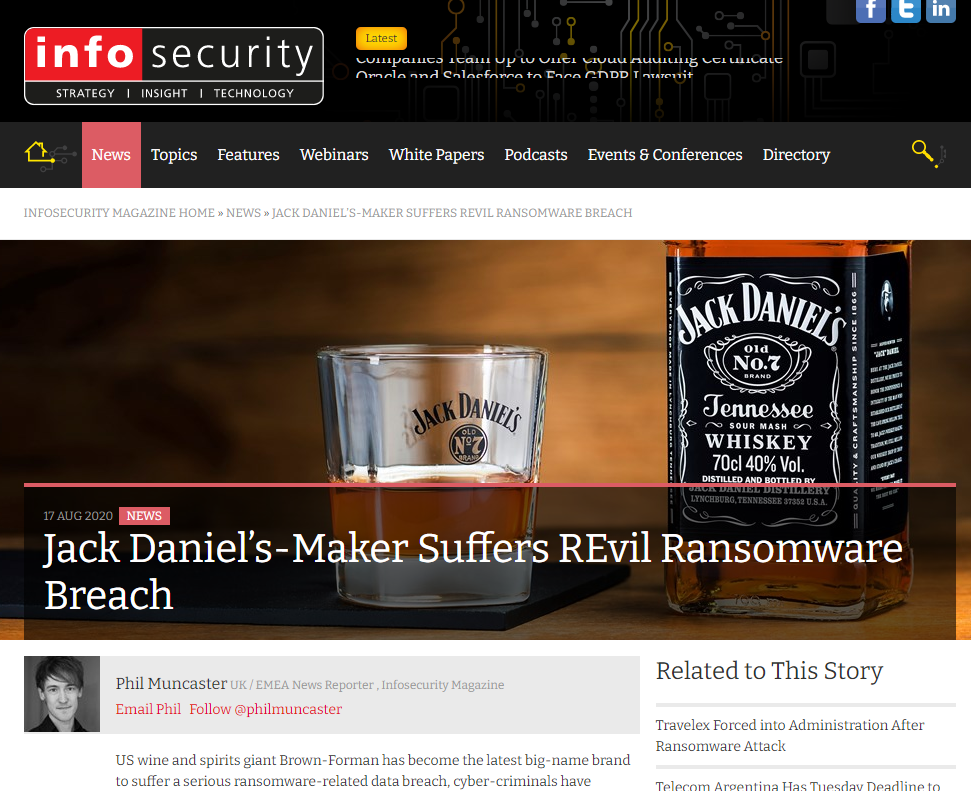 info security
STRATEGY | INSIGHT | TECHNOLOGY
Latest
Companies Team Up to Offer Cloud Auditing Certificate
Oracle and Salesforce to Face GDPR Lawsuit
f t in
News Topics Features Webinars White Papers Podcasts Events & Conferences Directory
INFOSECURITY MAGAZINE HOME » NEWS » JACK DANIEL'S-MAKER SUFFERS REVIL RANSOMWARE BREACH
JACK DANIEL'S
OLD
Nº7
BRAND
JACK DANIEL'S
Old
No.7
BRAND
Tennessee
SOUR MASH
WHISKEY
70cl 40% Vol.
DISTILLED AND BOTTLED BY
JACK DANIEL DISTILLERY
LYNCHBURG, TENNESSEE 37352 U.S.A.
QUALITY & CRAFTSMANSHIP SINCE 1866
17 AUG 2020 NEWS
Jack Daniel's-Maker Suffers REvil Ransomware
Breach
Phil Muncaster UK / EMEA News Reporter , Infosecurity Magazine
Email Phil Follow @philmuncaster
US wine and spirits giant Brown-Forman has become the latest big-name brand
to suffer a serious ransomware-related data breach, cyber-criminals have
Related to This Story
Travelex Forced into Administration After
Ransomware Attack
Telecom Argentina Has Tuesday Deadline to